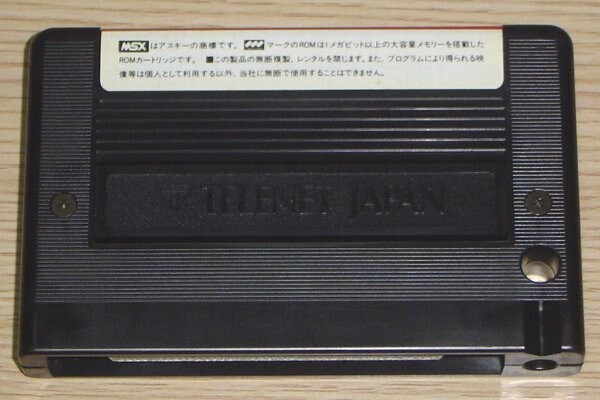 MSXはアスキーの商標です。マークのROMは1メガビット以上の大容量メモリーを搭載した
ROMカートリッジです。■この製品の無断複製、レンタルを禁じます。また、プログラムにより得られる映
像等は個人として利用する以外、当社に無断で使用することはできません。
TELENET JAPAN